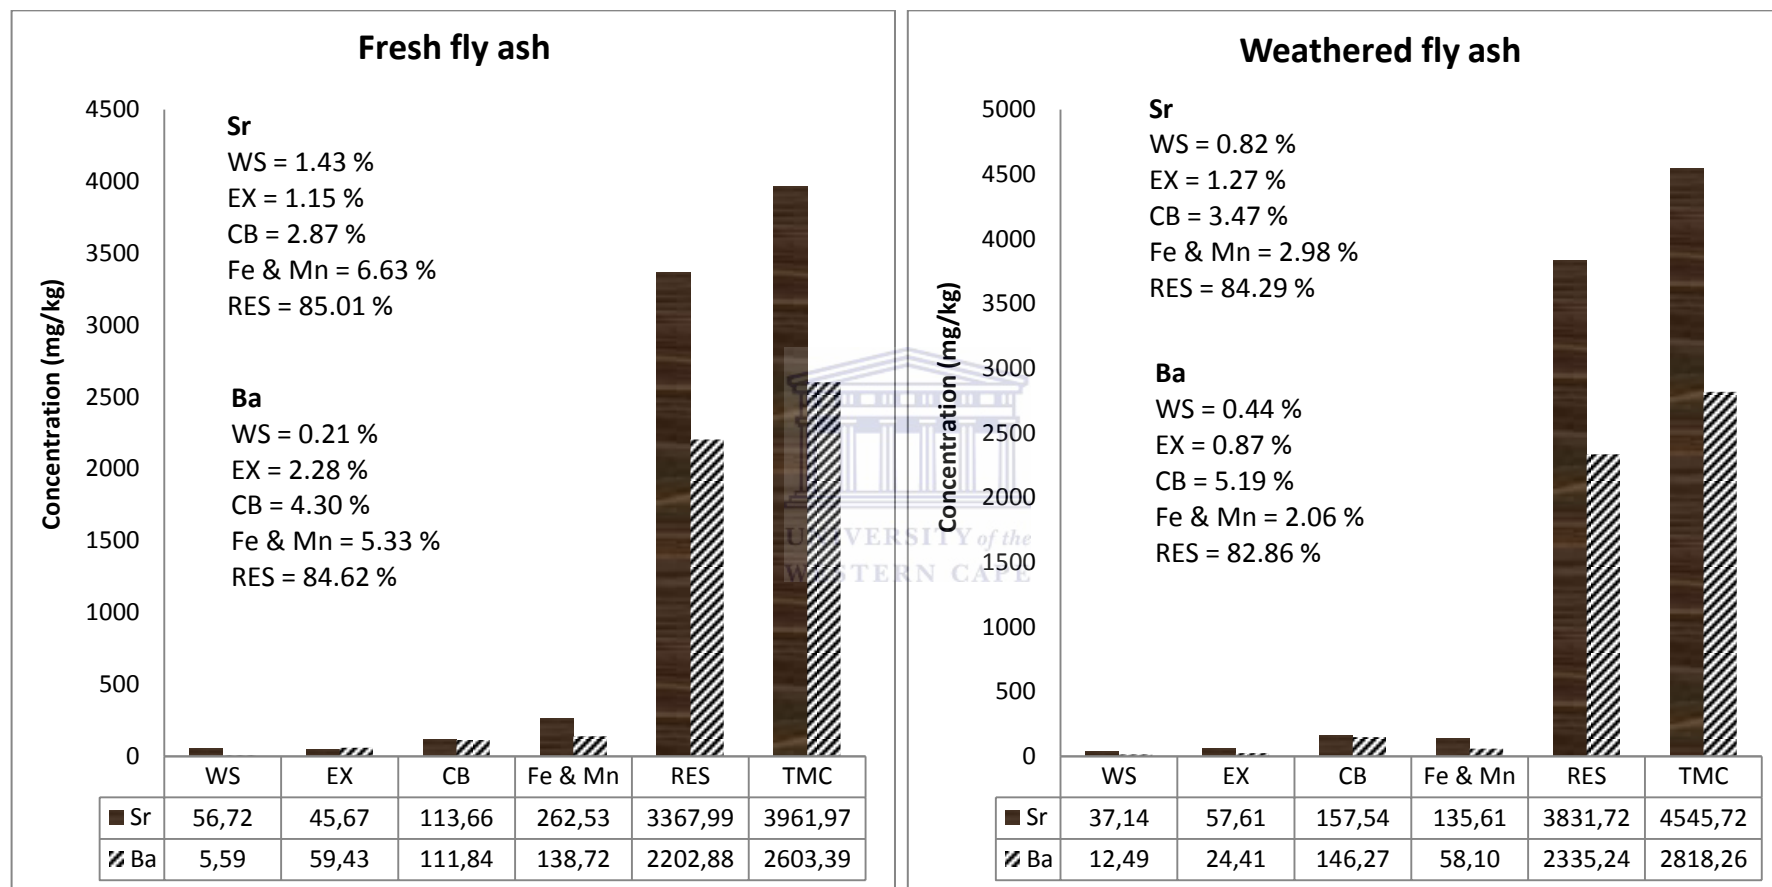 Fresh fly ash
4500
4000
3500
3000
2500
2000
1500
1000
500
0
Concentration (mg/kg)
Sr
WS = 1.43 %
EX = 1.15 %
CB = 2.87 %
Fe & Mn = 6.63 %
RES = 85.01 %
Ba
WS = 0.21 %
EX = 2.28 %
CB = 4.30 %
Fe & Mn = 5.33 %
RES = 84.62 %
WS EX CB Fe & Mn RES TMC
Sr 56,72 45,67 113,66 262,53 3367,99 3961,97
Ba 5,59 59,43 111,84 138,72 2202,88 2603,39
Weathered fly ash
5000
4500
4000
3500
3000
2500
2000
1500
1000
500
0
Concentration (mg/kg)
Sr
WS = 0.82 %
EX = 1.27 %
CB = 3.47 %
Fe & Mn = 2.98 %
RES = 84.29 %
Ba
WS = 0.44 %
EX = 0.87 %
CB = 5.19 %
Fe & Mn = 2.06 %
RES = 82.86 %
WS EX CB Fe & Mn RES TMC
Sr 37,14 57,61 157,54 135,61 3831,72 4545,72
Ba 12,49 24,41 146,27 58,10 2335,24 2818,26
UNIVERSITY of the
WESTERN CAPE